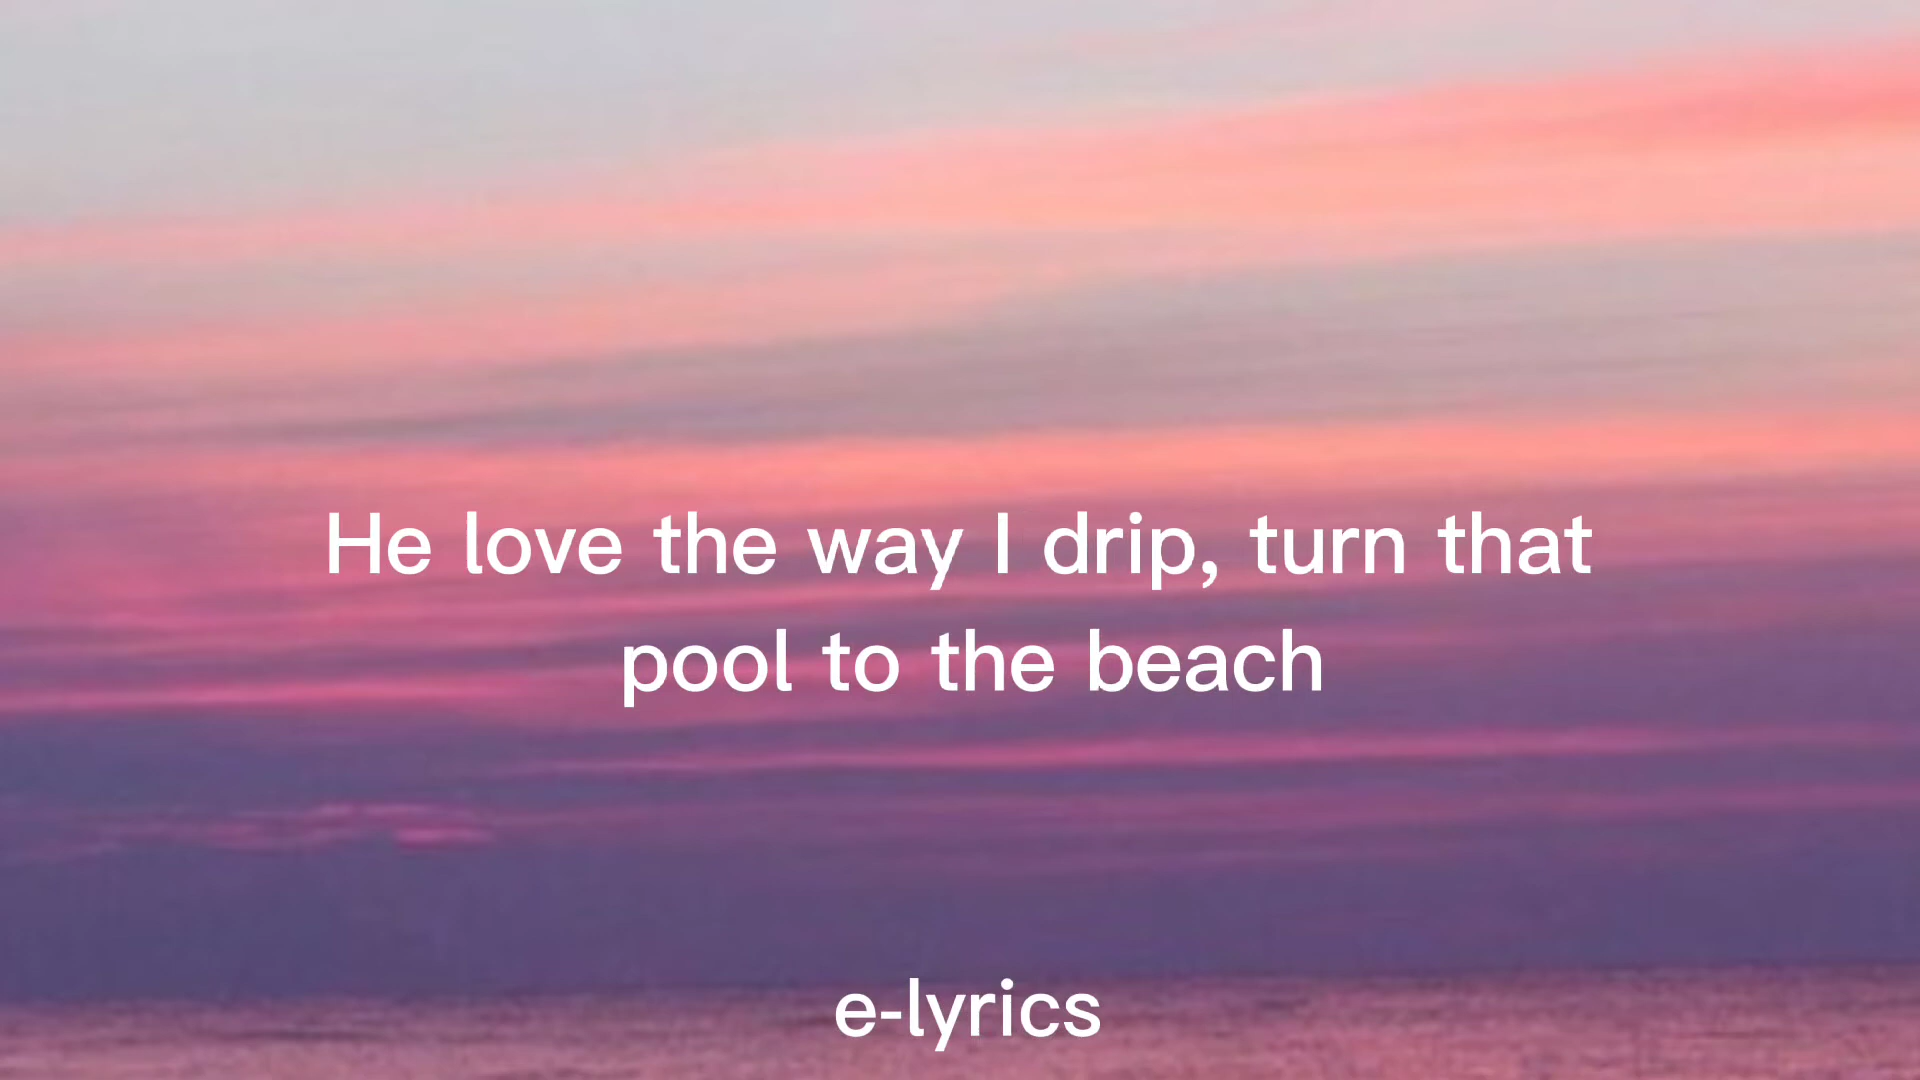 He love the way I drip, turn that
pool to the beach
e-lyrics